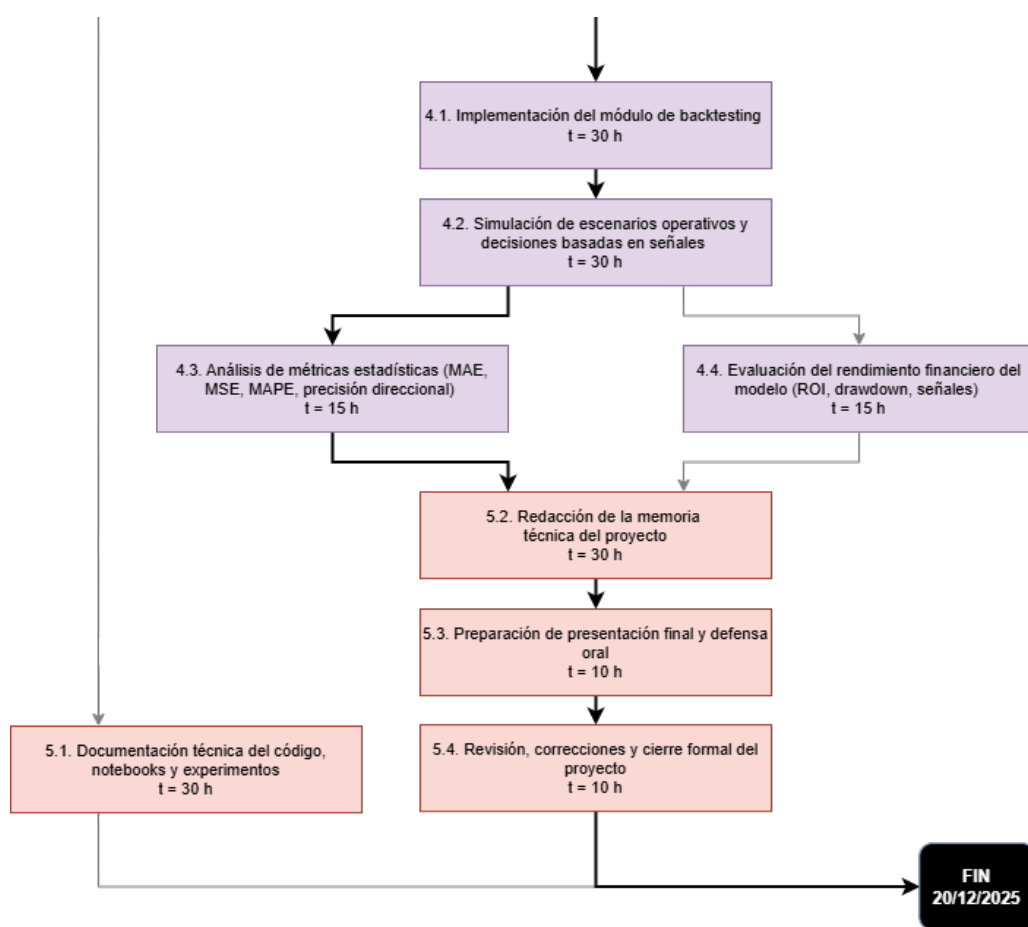 4.1. Implementación del módulo de backtesting
t = 30 h
4.2. Simulación de escenarios operativos y
decisiones basadas en señales
t = 30 h
4.3. Análisis de métricas estadísticas (MAE,
MSE, MAPE, precisión direccional)
t = 15 h
4.4. Evaluación del rendimiento financiero del
modelo (ROI, drawdown, señales)
t = 15 h
5.2. Redacción de la memoria
técnica del proyecto
t = 30 h
5.3. Preparación de presentación final y defensa
oral
t = 10 h
5.1. Documentación técnica del código,
notebooks y experimentos
t = 30 h
5.4. Revisión, correcciones y cierre formal del
proyecto
t = 10 h
FIN
20/12/2025